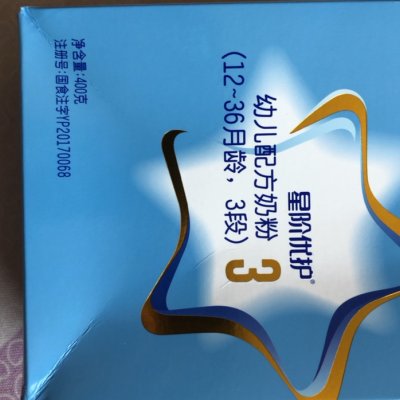 星阶优护® 3
幼儿配方奶粉
(12~36月龄，3段)
净含量:400克
注册号:国食注字YP20170068